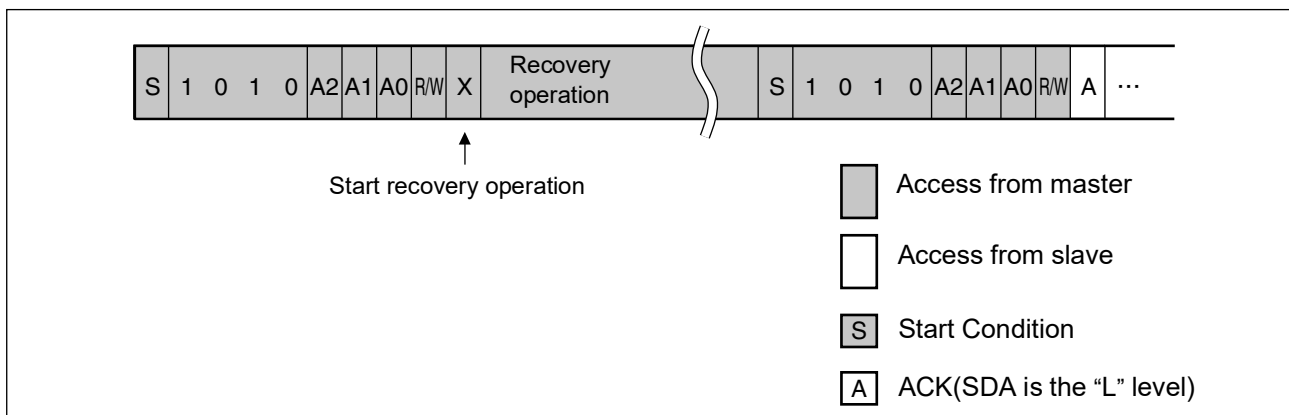 S 1 0 1 0 A2 A1 A0 R/W X Recovery operation S 1 0 1 0 A2 A1 A0 R/W A ...
Start recovery operation
Access from master
Access from slave
S Start Condition
A ACK(SDA is the “L” level)